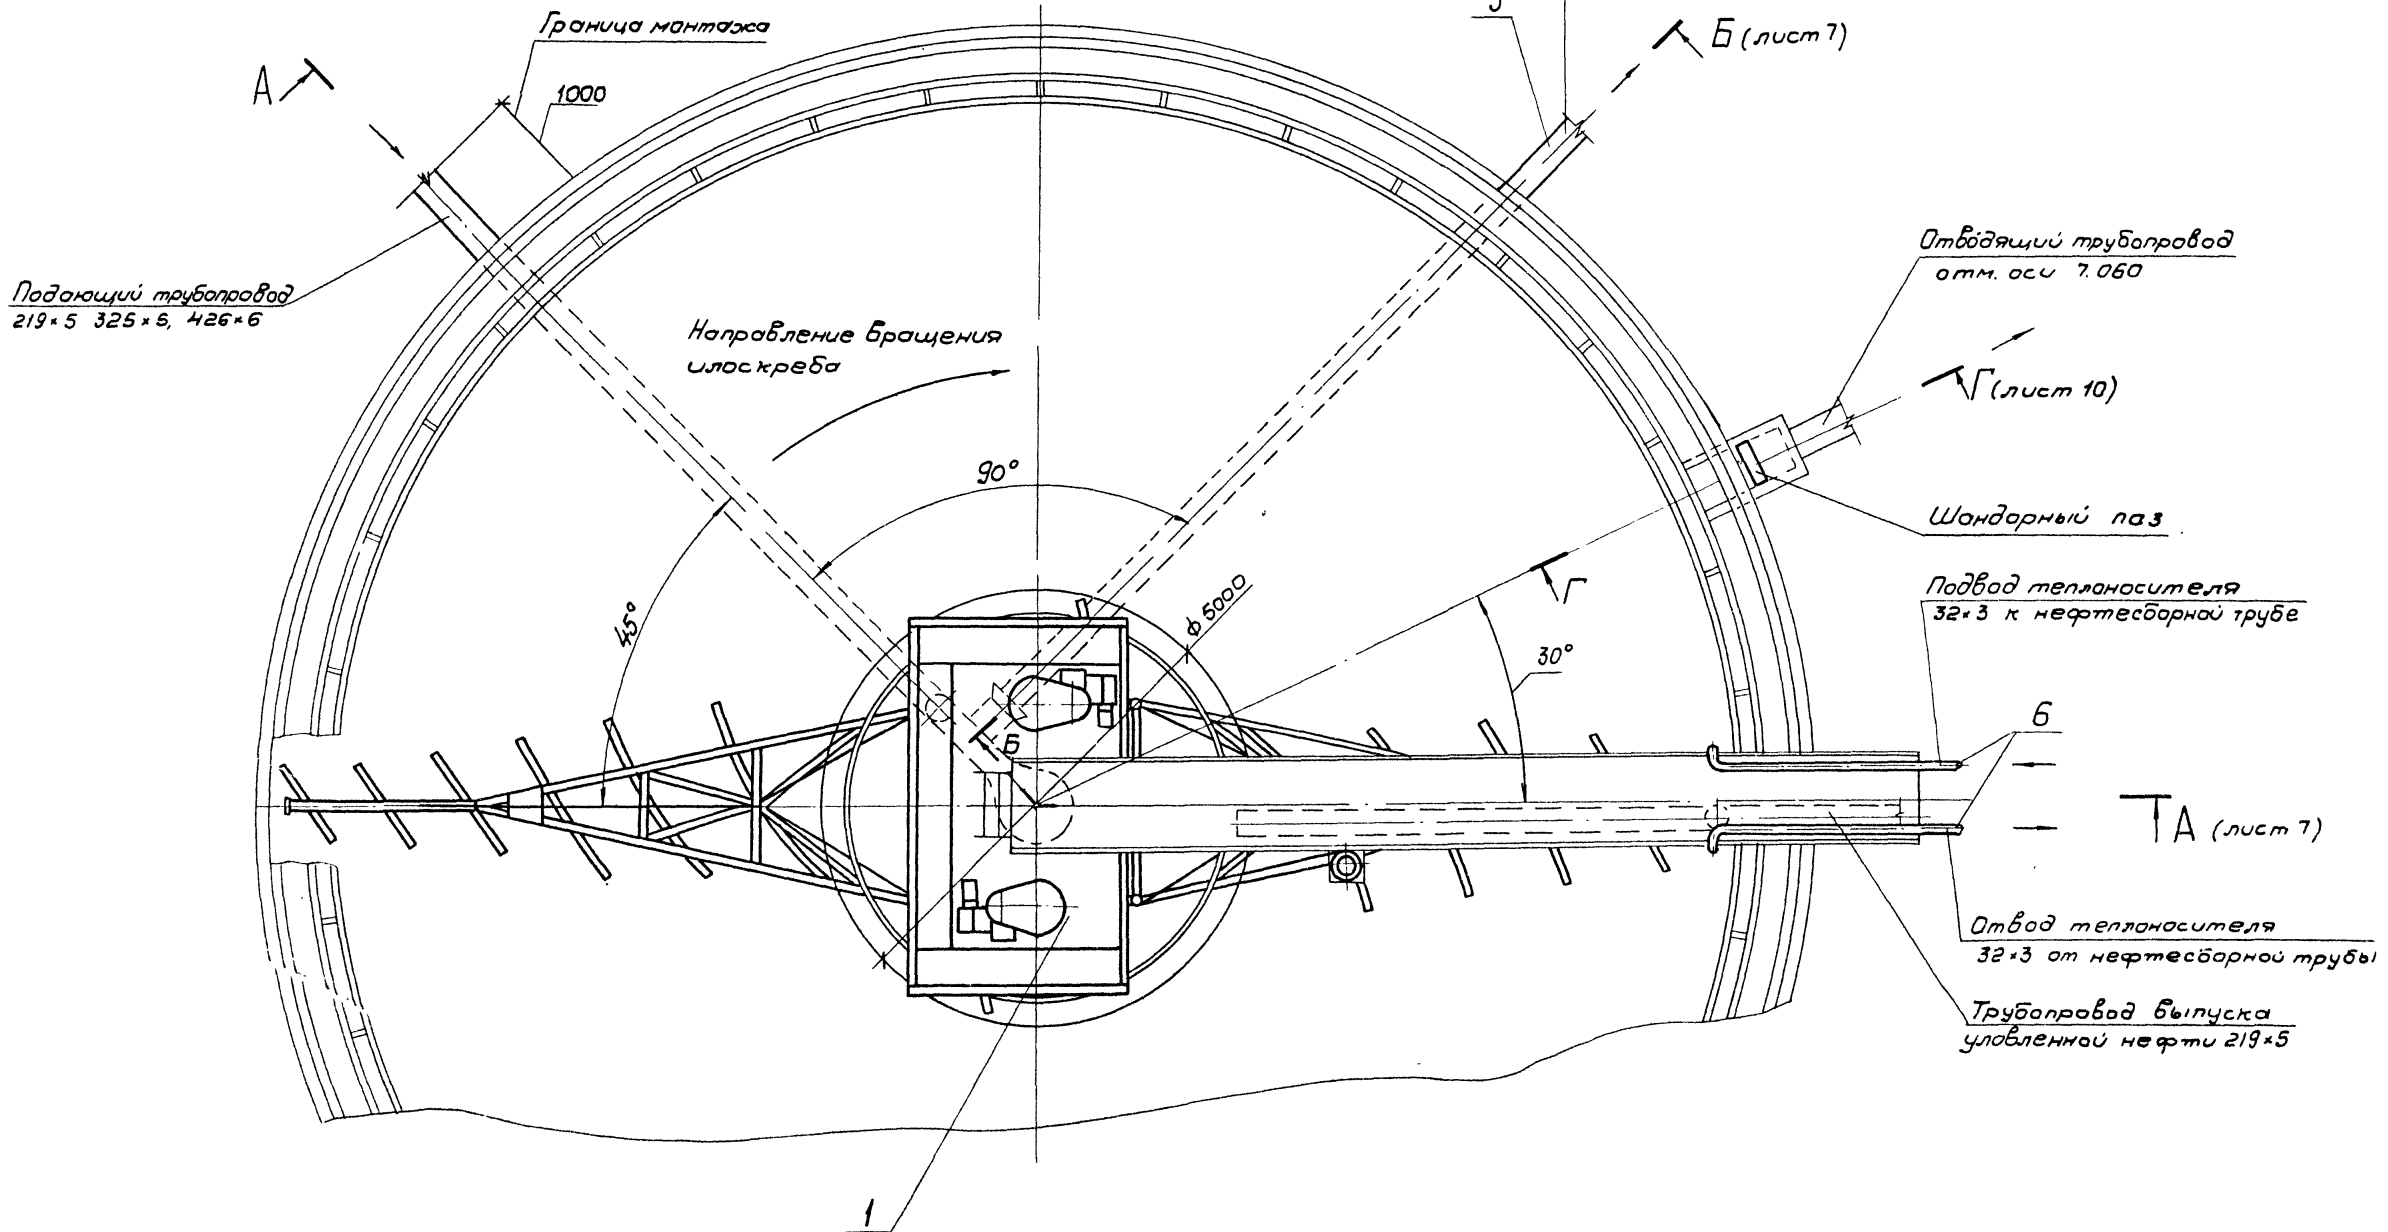 Граница монтажа
1000
А
Б (лист 7)
Подающий трубопровод
219×5 325×6, 426×6
Направление вращения
илоскреба
Отводящий трубопровод
отм. оси 7.060
Г (лист 10)
90°
45°
ф 5000
Г
30°
Шандорный паз
Подвод теплоносителя
32×3 к нефтесборной трубе
6
Б
А (лист 7)
Отвод теплоносителя
32×3 от нефтесборной трубы
Трубопровод выпуска
уловленной нефти 219×5
1